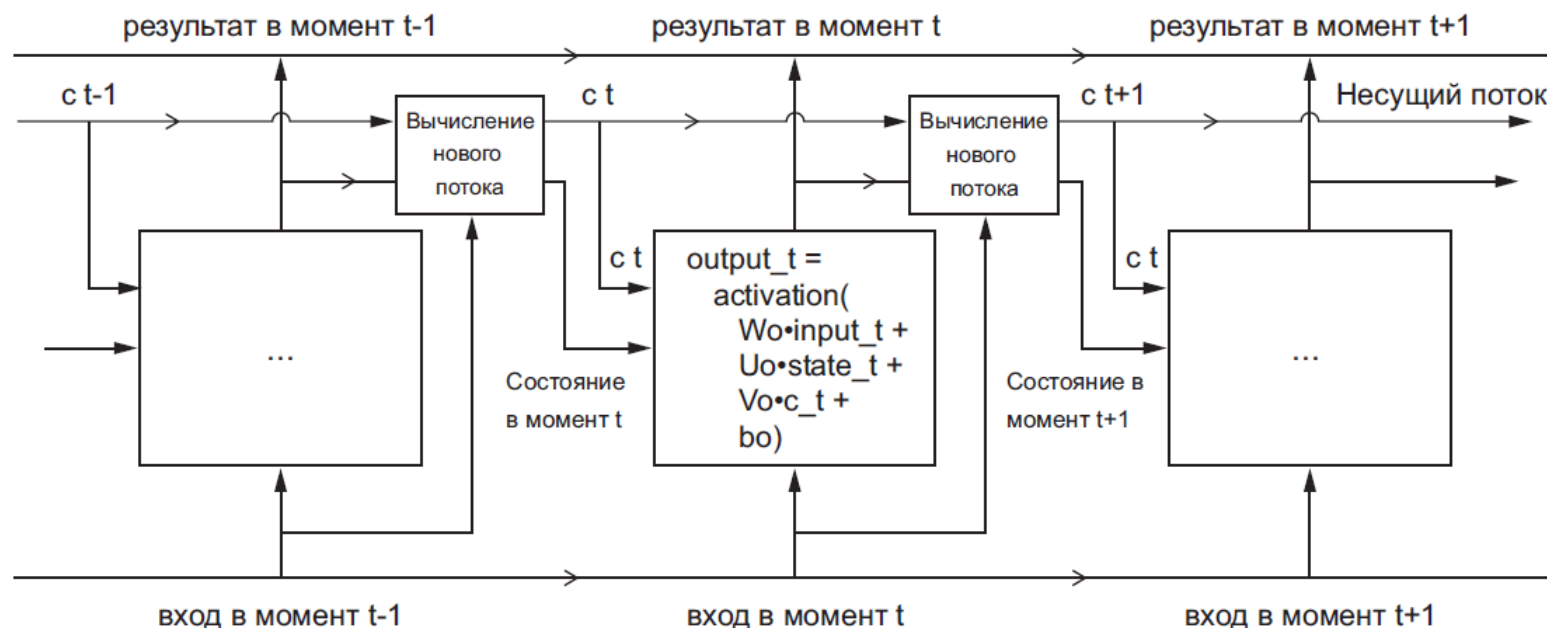 результат в момент t-1
результат в момент t
результат в момент t+1
c t-1
c t
c t+1
Несущий поток
Вычисление
нового
потока
Вычисление
нового
потока
...
c t
output_t =
activation(
Wo•input_t +
Uo•state_t +
Vo•c_t +
bo)
c t
...
Состояние
в момент t
Состояние в
момент t+1
вход в момент t-1
вход в момент t
вход в момент t+1